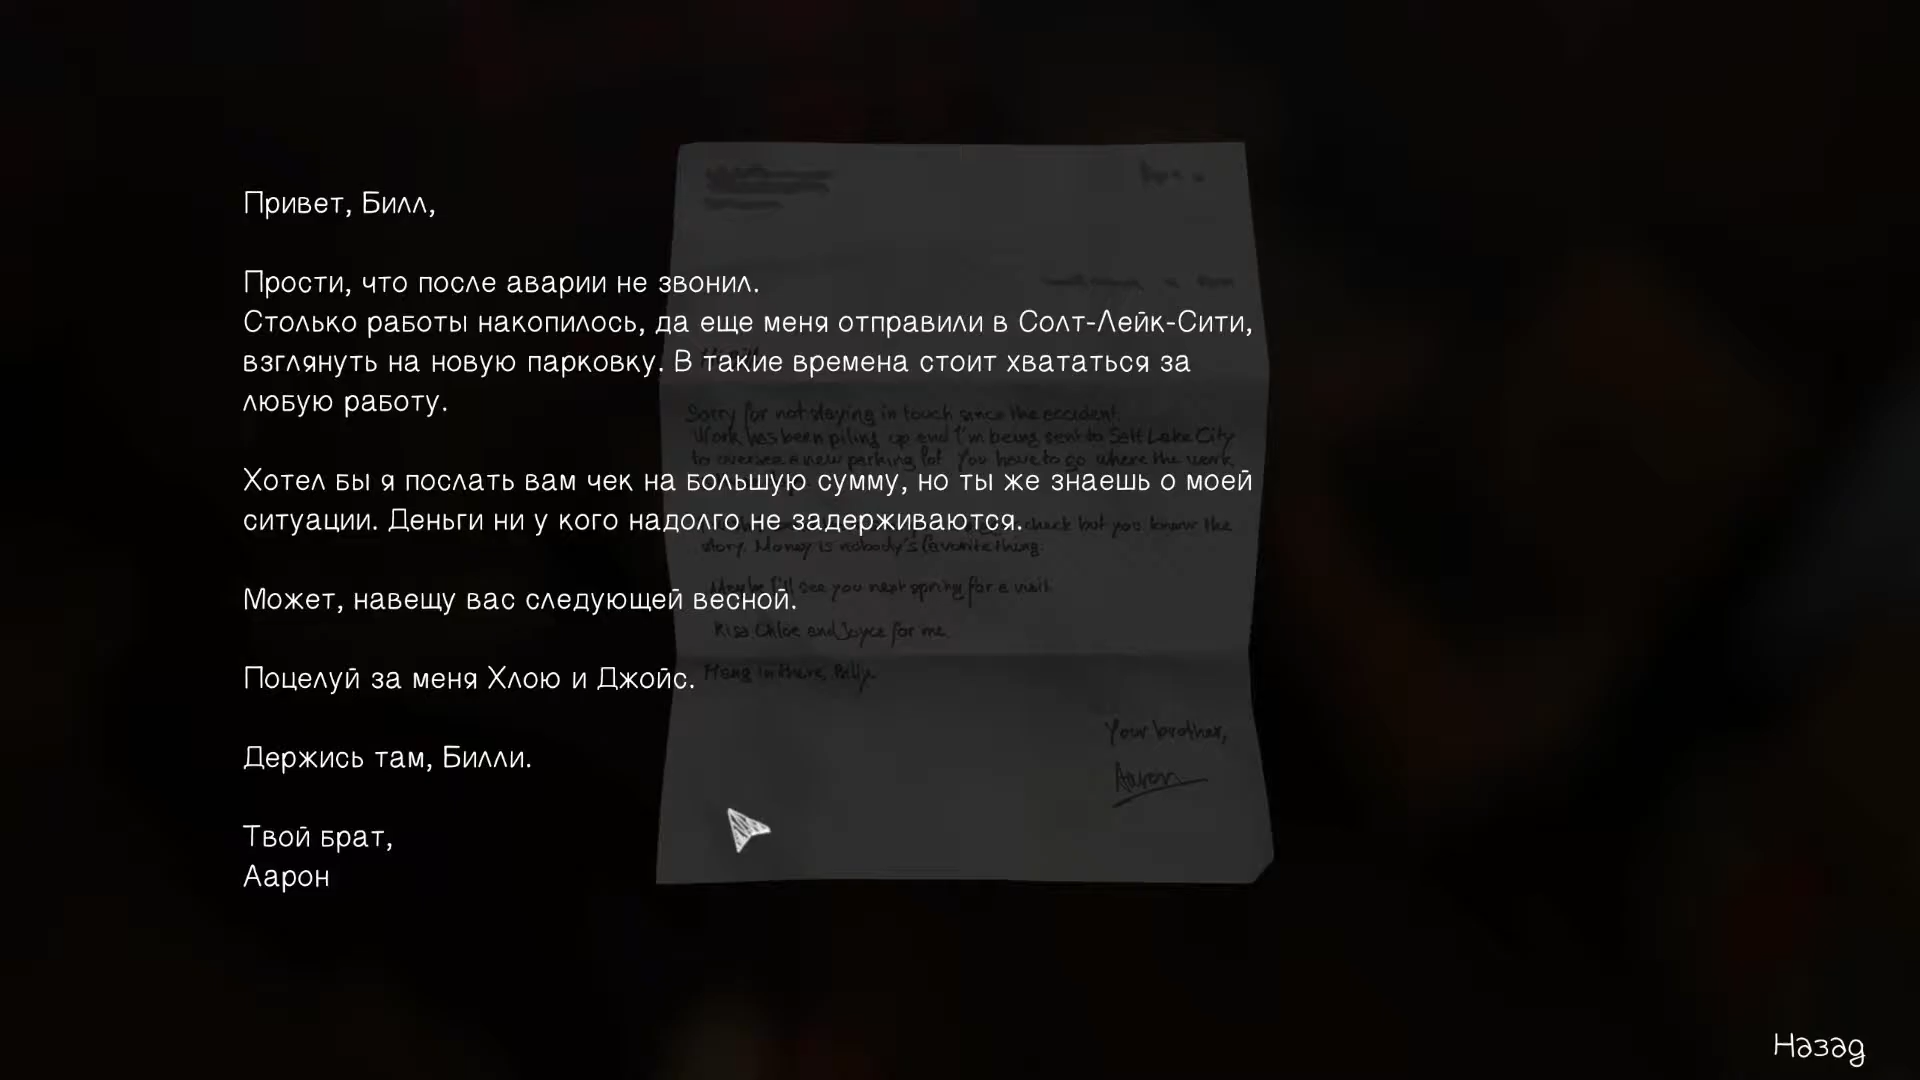 Привет, Билл,
Прости, что после аварии не звонил.
Столько работы накопилось, да еще меня отправили в Солт-Лейк-Сити,
взглянуть на новую парковку. В такие времена стоит хвататься за
любую работу.
Хотел бы я послать вам чек на большую сумму, но ты же знаешь о моей
ситуации. Деньги ни у кого надолго не задерживаются.
Может, навещу вас следующей весной.
Поцелуй за меня Хлою и Джойс.
Держись там, Билли.
Твой брат,
Аарон
Sorry for not staying in touch since the accident.
Work has been piling up and I'm being sent to Salt Lake City
to oversee a new parking lot. You have to go where the work
check but you know the
story. Money is nobody's favorite thing.
Maybe I'll see you next spring for a visit.
Kiss Chloe and Joyce for me.
Hang in there, Billy.
Your brother,
Aaron
Назад